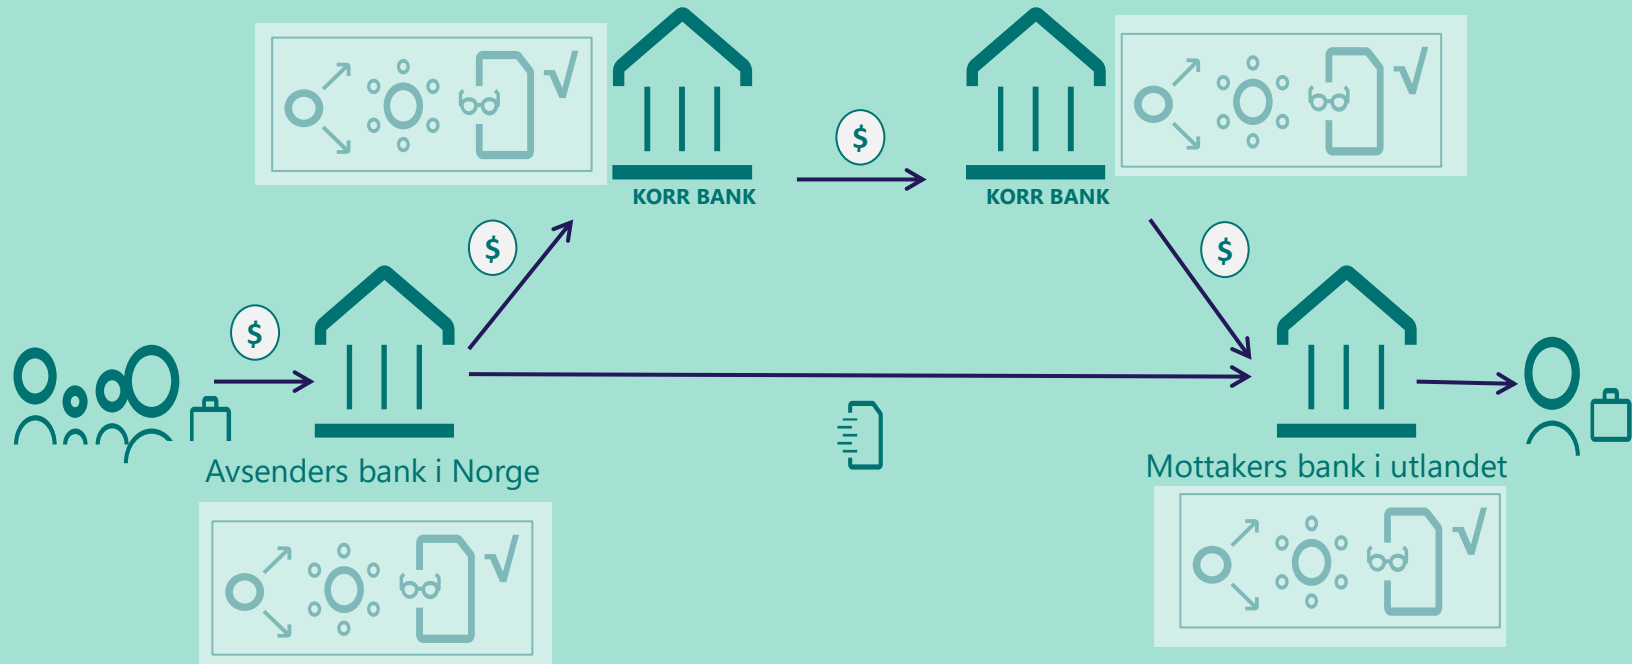 $
KORR BANK
KORR BANK
$
$
$
Avsenders bank i Norge
Mottakers bank i utlandet
√
√
√
√